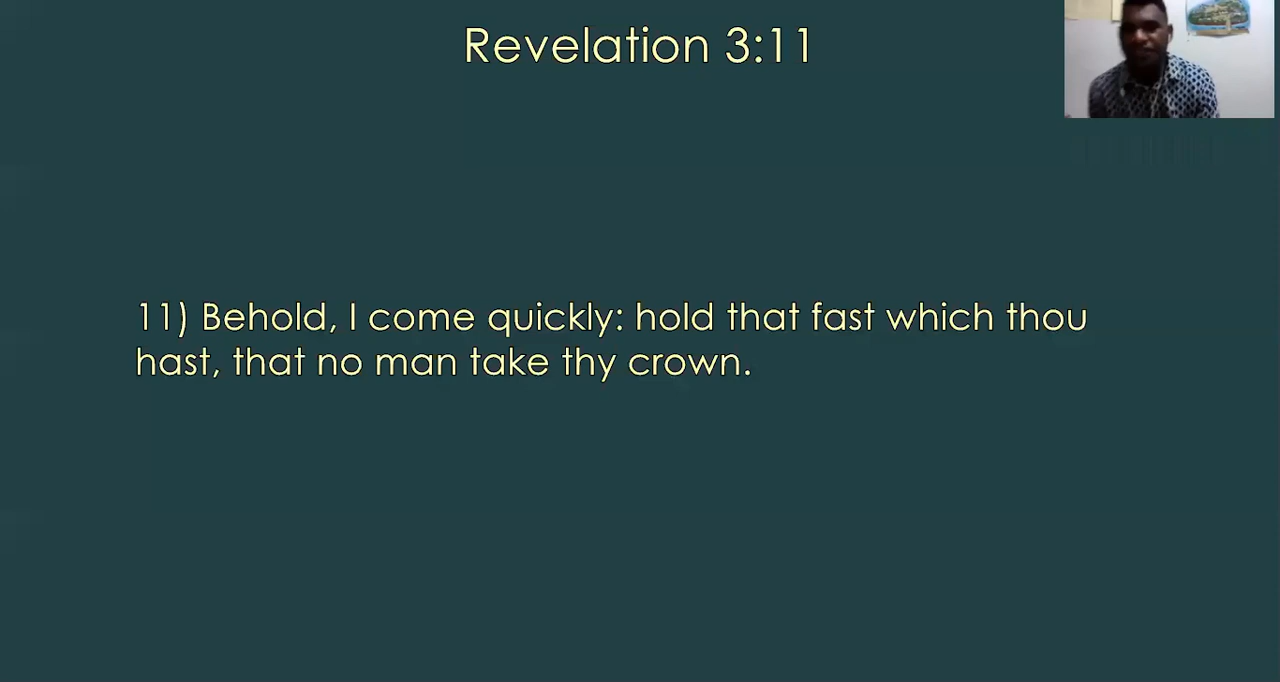 Revelation 3:11
11) Behold, I come quickly: hold that fast which thou
hast, that no man take thy crown.